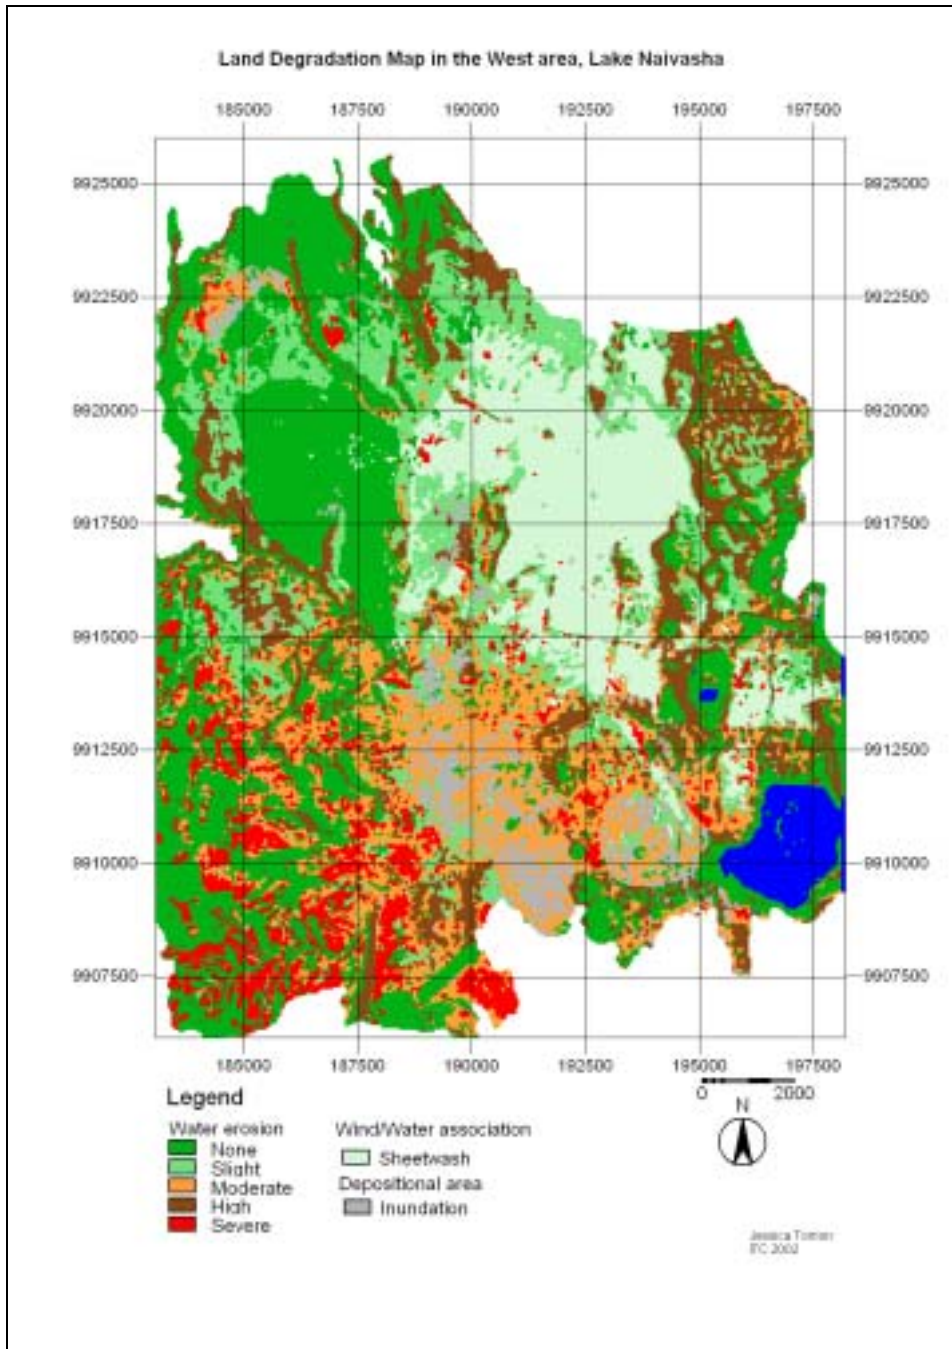 Land Degradation Map in the West area, Lake Naivasha
185000 187500 190000 192500 195000 197500
9925000 9925000
9922500 9922500
9920000 9920000
9917500 9917500
9915000 9915000
9912500 9912500
9910000 9910000
9907500 9907500
185000 187500 190000 192500 195000 197500
0 2000
N
Legend
Water erosion
None
Slight
Moderate
High
Severe
Wind/Water association
Sheetwash
Depositional area
Inundation
Jessica
ITC 2002